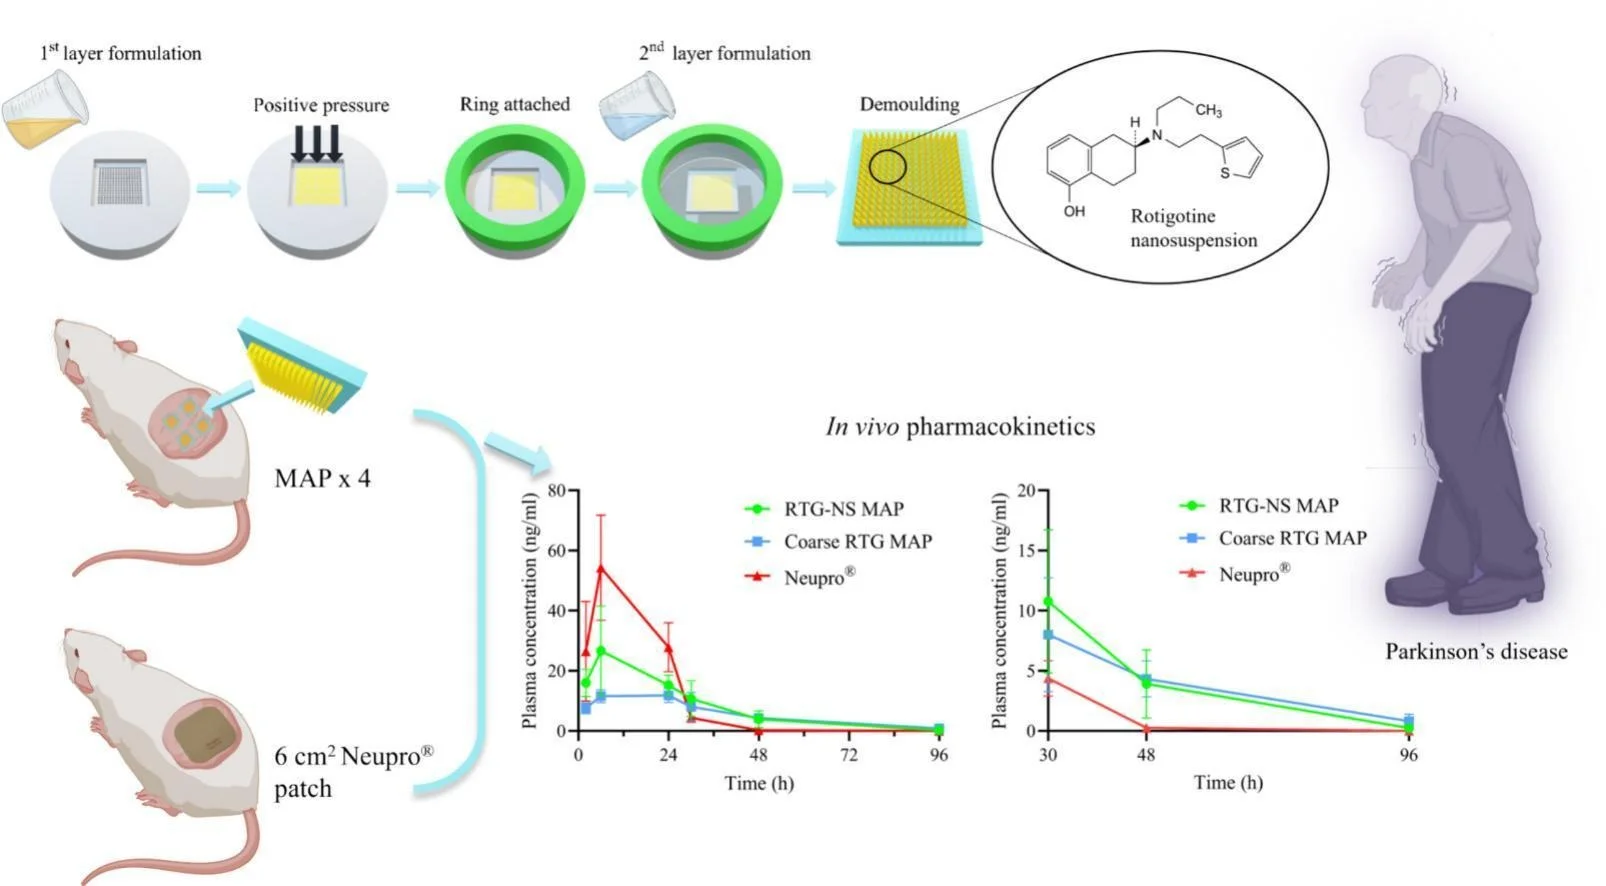 1st layer formulation
Positive pressure
Ring attached
2nd layer formulation
Demoulding
H
N
CH3
S
OH
Rotigotine
nanosuspension
MAP x 4
6 cm2 Neupro®
patch
In vivo pharmacokinetics
Plasma concentration (ng/ml)
80
60
40
20
0
0 24 48 72 96
Time (h)
RTG-NS MAP
Coarse RTG MAP
Neupro®
Plasma concentration (ng/ml)
20
15
10
5
0
30 48 96
Time (h)
RTG-NS MAP
Coarse RTG MAP
Neupro®
Parkinson's disease